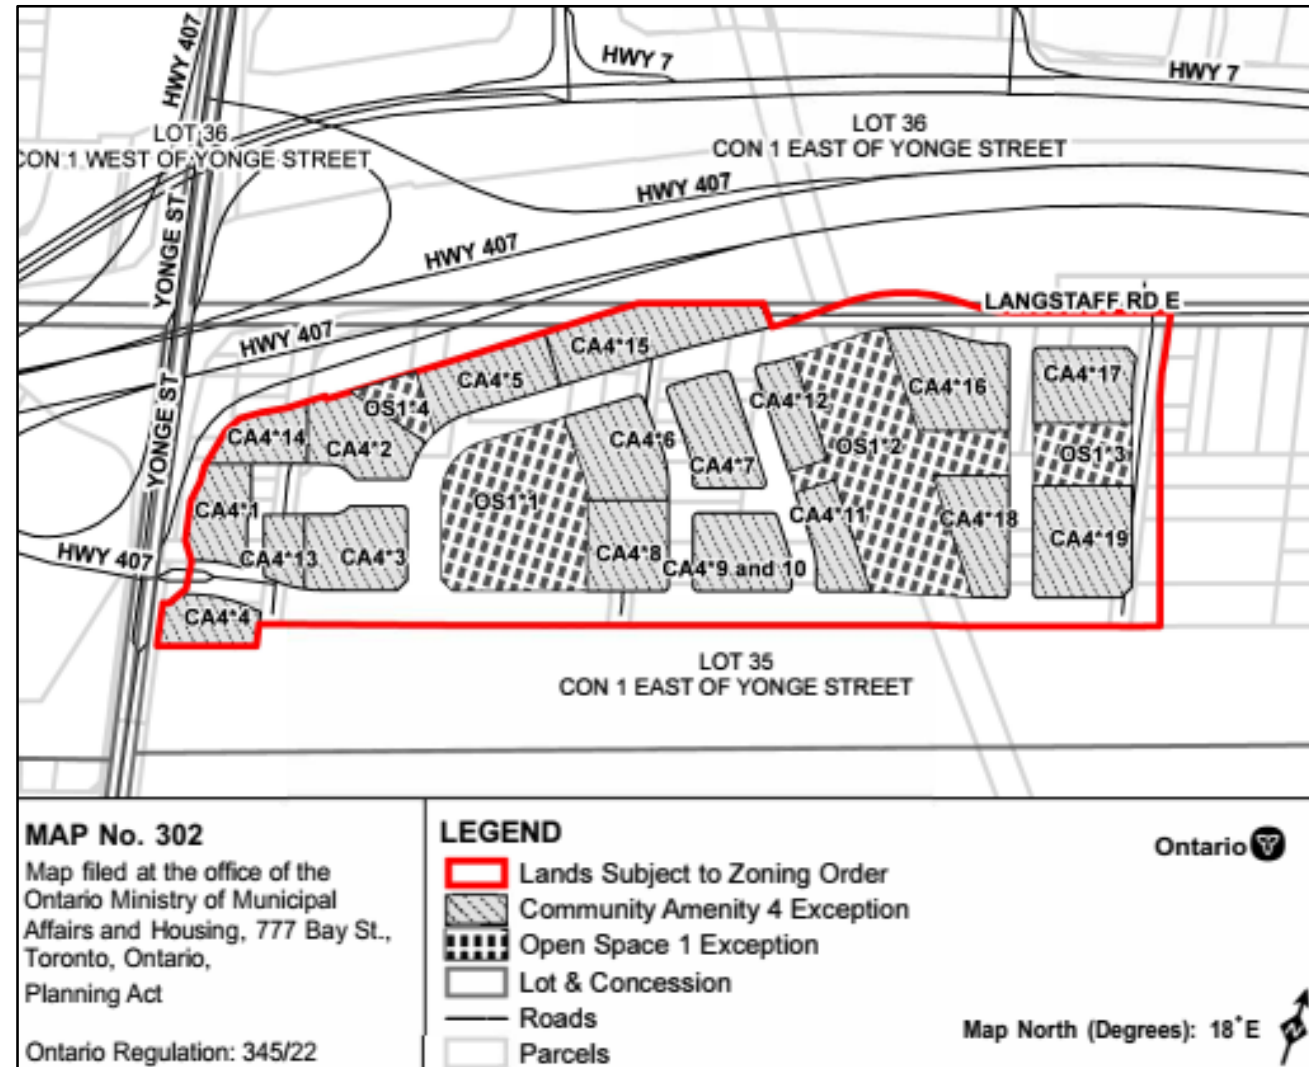 HWY 407
HWY 7
HWY 7
LOT 36
CON 1 WEST OF YONGE STREET
LOT 36
CON 1 EAST OF YONGE STREET
HWY 407
YONGE ST
HWY 407
LANGSTAFF RD E
HWY 407
CA4*15
CA4*5
OS1*4
CA4*14
CA4*2
CA4*12
CA4*16
CA4*17
YONGE ST
CA4*6
CA4*7
OS1*2
OS1*3
OS1*1
CA4*1
CA4*11
CA4*18
CA4*19
HWY 407
CA4*13
CA4*3
CA4*8
CA4*9 and 10
CA4*4
LOT 35
CON 1 EAST OF YONGE STREET
MAP No. 302
Map filed at the office of the
Ontario Ministry of Municipal
Affairs and Housing, 777 Bay St.,
Toronto, Ontario,
Planning Act
Ontario Regulation: 345/22
LEGEND
Lands Subject to Zoning Order
Community Amenity 4 Exception
Open Space 1 Exception
Lot & Concession
Roads
Parcels
Ontario
Map North (Degrees): 18°E
N